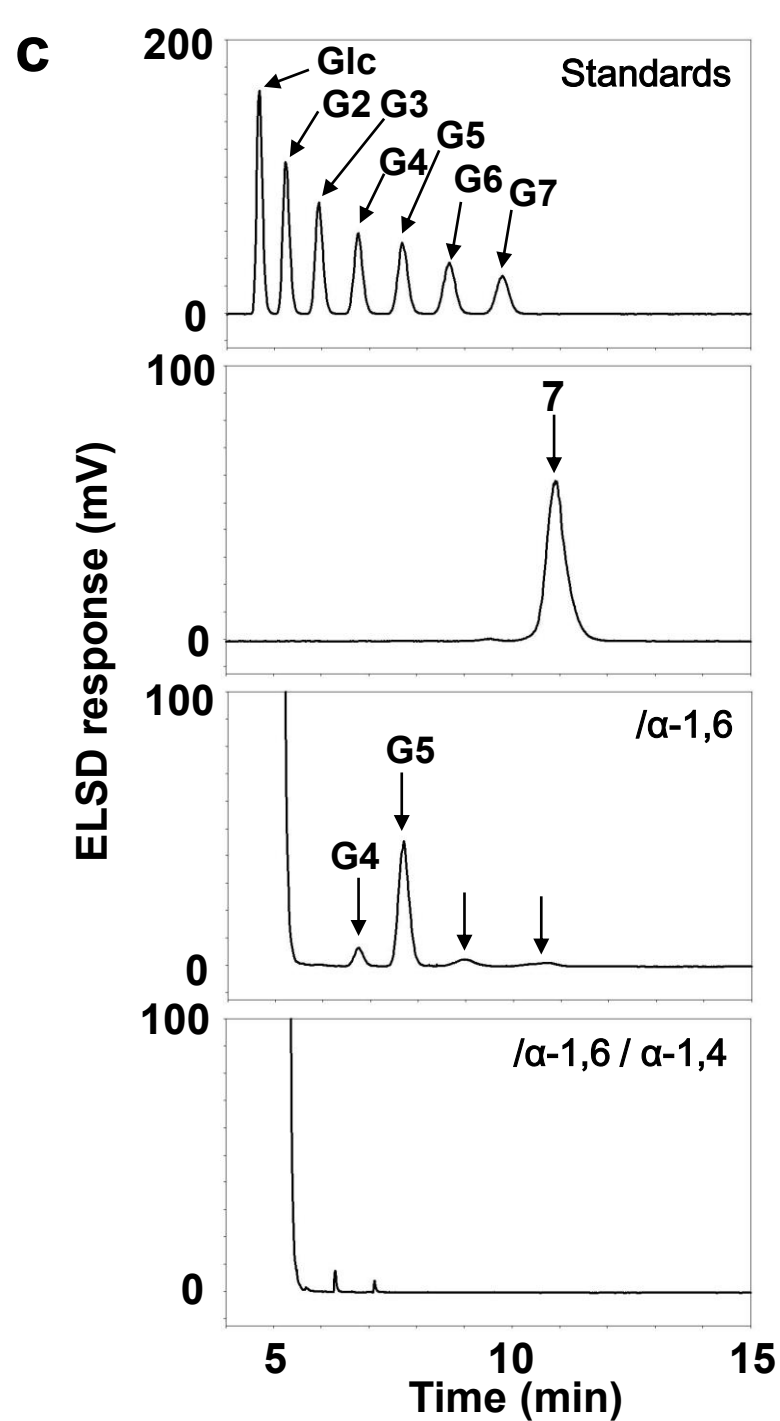 c
200
Glc
Standards
G2 G3
G5
G4
G6
G7
0
100
7
0
100
/α-1,6
G5
G4
0
100
/α-1,6 / α-1,4
0
5 10 15
Time (min)
ELSD response (mV)